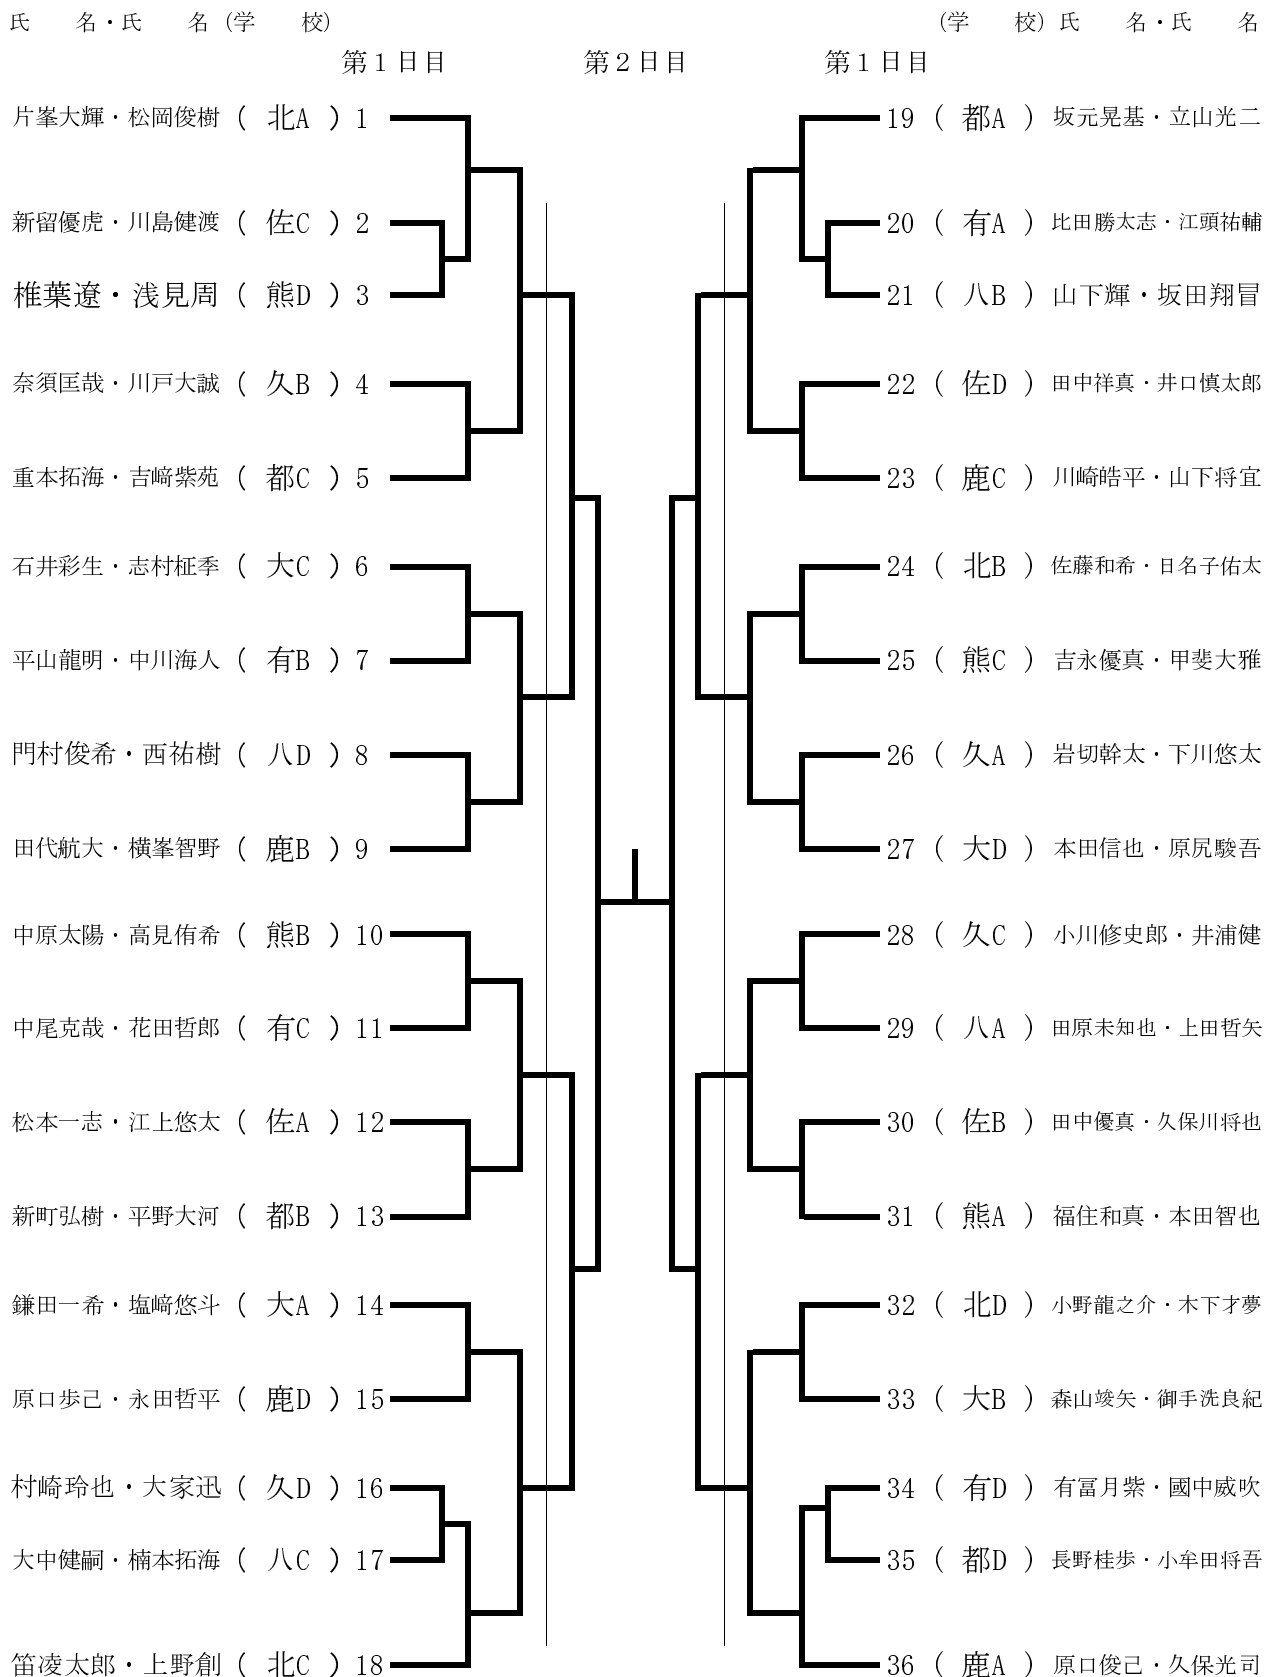 氏　名・氏　名（学　校）　（学　校）氏　名・氏　名
第１日目　第２日目　第１日目
片峯大輝・松岡俊樹（ 北A ）1　19（ 都A ）坂元晃基・立山光二
新留優虎・川島健渡（ 佐C ）2　20（ 有A ）比田勝太志・江頭祐輔
椎葉遼・浅見周（ 熊D ）3　21（ 八B ）山下輝・坂田翔冒
奈須匡哉・川戸大誠（ 久B ）4　22（ 佐D ）田中祥真・井口慎太郎
重本拓海・吉﨑紫苑（ 都C ）5　23（ 鹿C ）川崎皓平・山下将宜
石井彩生・志村柾季（ 大C ）6　24（ 北B ）佐藤和希・日名子佑太
平山龍明・中川海人（ 有B ）7　25（ 熊C ）吉永優真・甲斐大雅
門村俊希・西祐樹（ 八D ）8　26（ 久A ）岩切幹太・下川悠太
田代航大・横峯智野（ 鹿B ）9　27（ 大D ）本田信也・原尻駿吾
中原太陽・高見侑希（ 熊B ）10　28（ 久C ）小川修史郎・井浦健
中尾克哉・花田哲郎（ 有C ）11　29（ 八A ）田原未知也・上田哲矢
松本一志・江上悠太（ 佐A ）12　30（ 佐B ）田中優真・久保川将也
新町弘樹・平野大河（ 都B ）13　31（ 熊A ）福住和真・本田智也
鎌田一希・塩﨑悠斗（ 大A ）14　32（ 北D ）小野龍之介・木下才夢
原口歩己・永田哲平（ 鹿D ）15　33（ 大B ）森山竣矢・御手洗良紀
村崎玲也・大家迅（ 久D ）16　34（ 有D ）有冨月紫・國中威吹
大中健嗣・楠本拓海（ 八C ）17　35（ 都D ）長野桂歩・小牟田将吾
笛凌太郎・上野創（ 北C ）18　36（ 鹿A ）原口俊己・久保光司